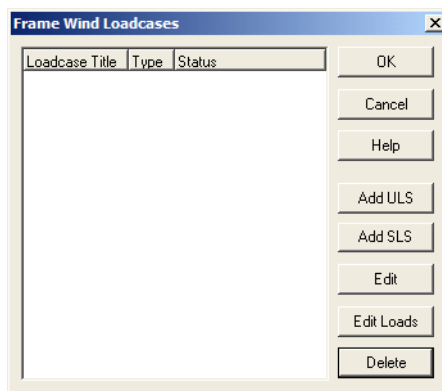 Frame Wind Loadcases
Loadcase Title Type Status
OK
Cancel
Help
Add ULS
Add SLS
Edit
Edit Loads
Delete